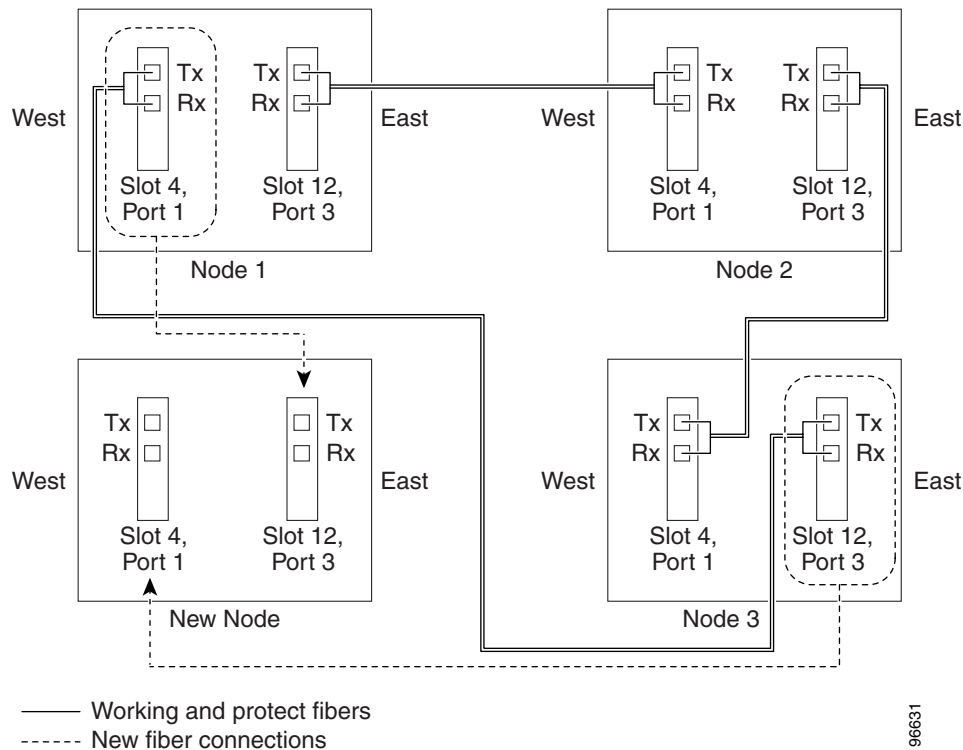 Tx Tx Tx Tx
Rx Rx Rx Rx
West East West East
Slot 4, Slot 12, Slot 4, Slot 12,
Port 1 Port 3 Port 1 Port 3
Node 1 Node 2
Tx Tx Tx Tx
Rx Rx Rx Rx
West East West East
Slot 4, Slot 12, Slot 4, Slot 12,
Port 1 Port 3 Port 1 Port 3
New Node Node 3
Working and protect fibers
New fiber connections
96631